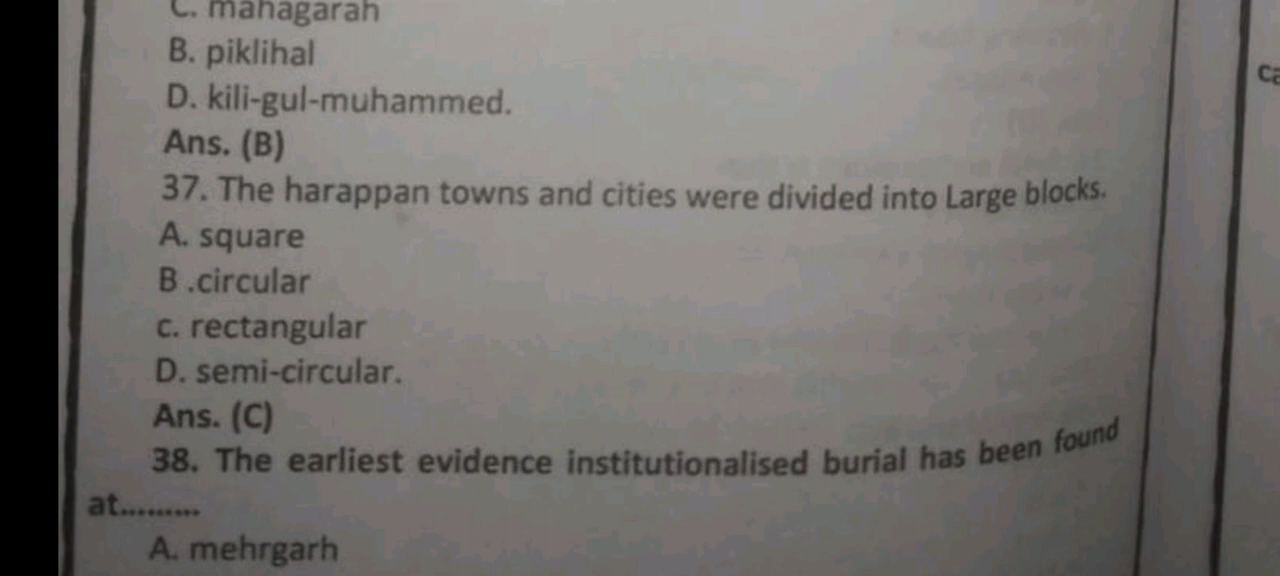 C. mahagarah
B. piklihal
D. kili-gul-muhammed.
Ans. (B)
37. The harappan towns and cities were divided into Large blocks.
A. square
B .circular
c. rectangular
D. semi-circular.
Ans. (C)
38. The earliest evidence institutionalised burial has been found
at..........
A. mehrgarh